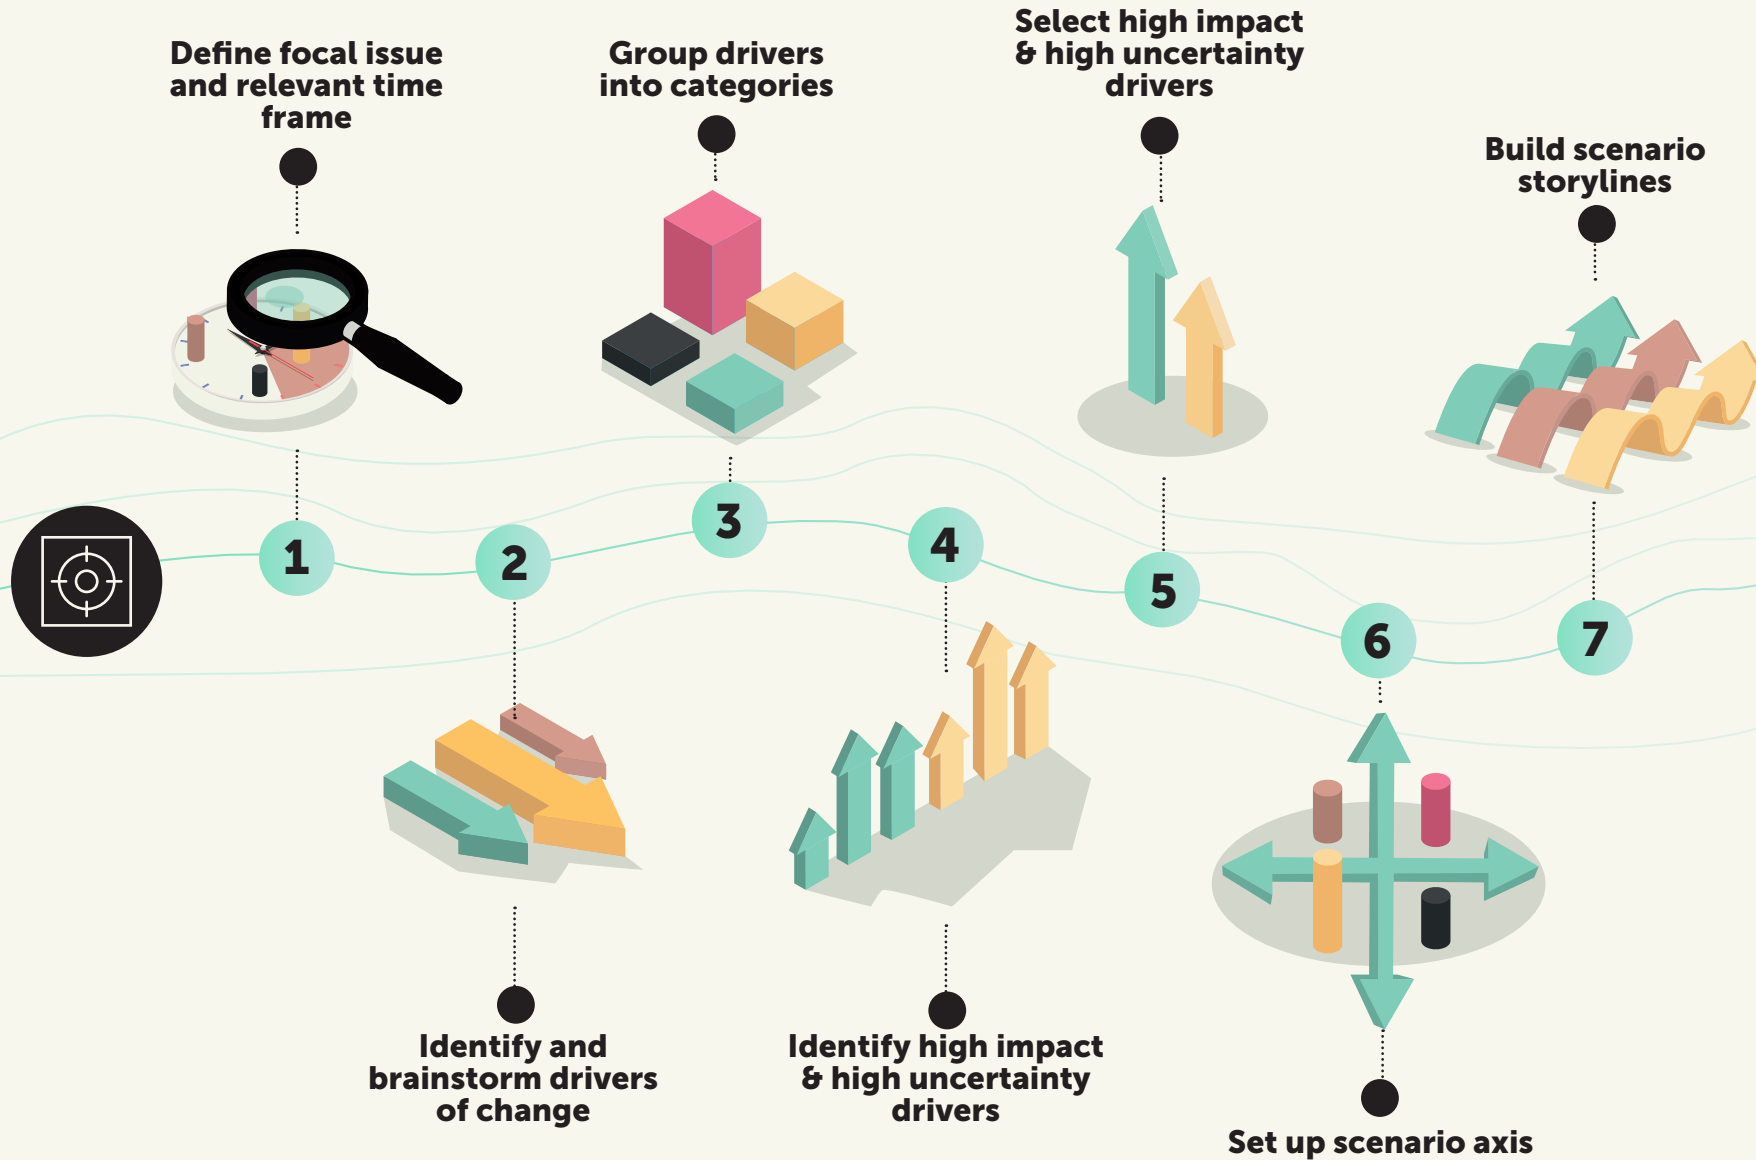 Define focal issue
and relevant time
frame
Group drivers
into categories
Select high impact
& high uncertainty
drivers
Build scenario
storylines
1
2
3
4
5
6
7
Identify and
brainstorm drivers
of change
Identify high impact
& high uncertainty
drivers
Set up scenario axis